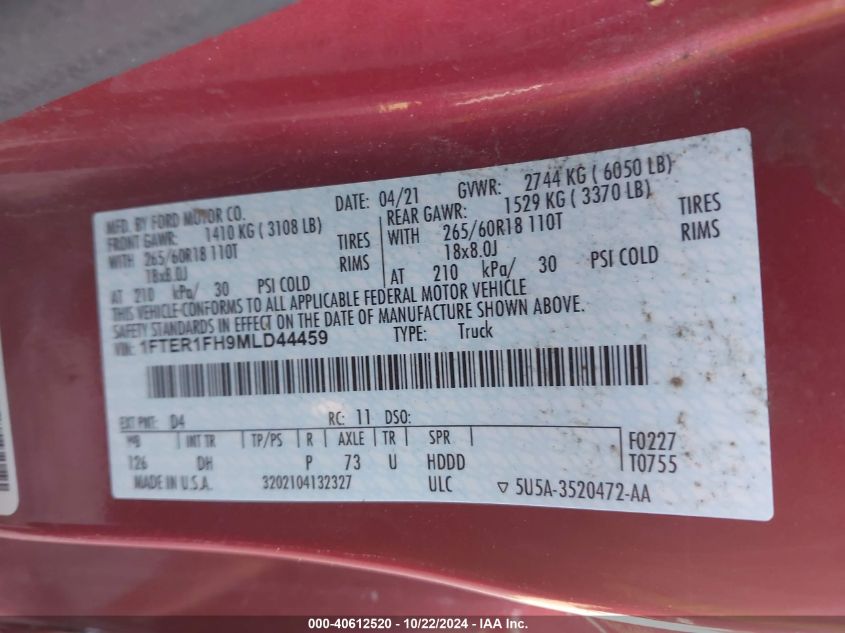 MFD. BY FORD MOTOR CO. DATE: 04/21 GVWR: 2744 KG ( 6050 LB)
FRONT GAWR: 1410 KG ( 3108 LB) REAR GAWR: 1529 KG ( 3370 LB)
WITH 265/60R18 110T TIRES WITH 265/60R18 110T TIRES
18x8.0J RIMS 18x8.0J RIMS
AT 210 kPa/ 30 PSI COLD AT 210 kPa/ 30 PSI COLD
THIS VEHICLE CONFORMS TO ALL APPLICABLE FEDERAL MOTOR VEHICLE
SAFETY STANDARDS IN EFFECT ON THE DATE OF MANUFACTURE SHOWN ABOVE.
VIN: 1FTER1FH9MLD44459 TYPE: Truck
EXT PNT: D4 RC: 11 DSO:
WB INT TR TP/PS R AXLE TR SPR F0227
126 DH P 73 U HDDD T0755
MADE IN U.S.A. 3202104132327 ULC ▽ 5U5A-3520472-AA
000-40612520 - 10/22/2024 - IAA Inc.